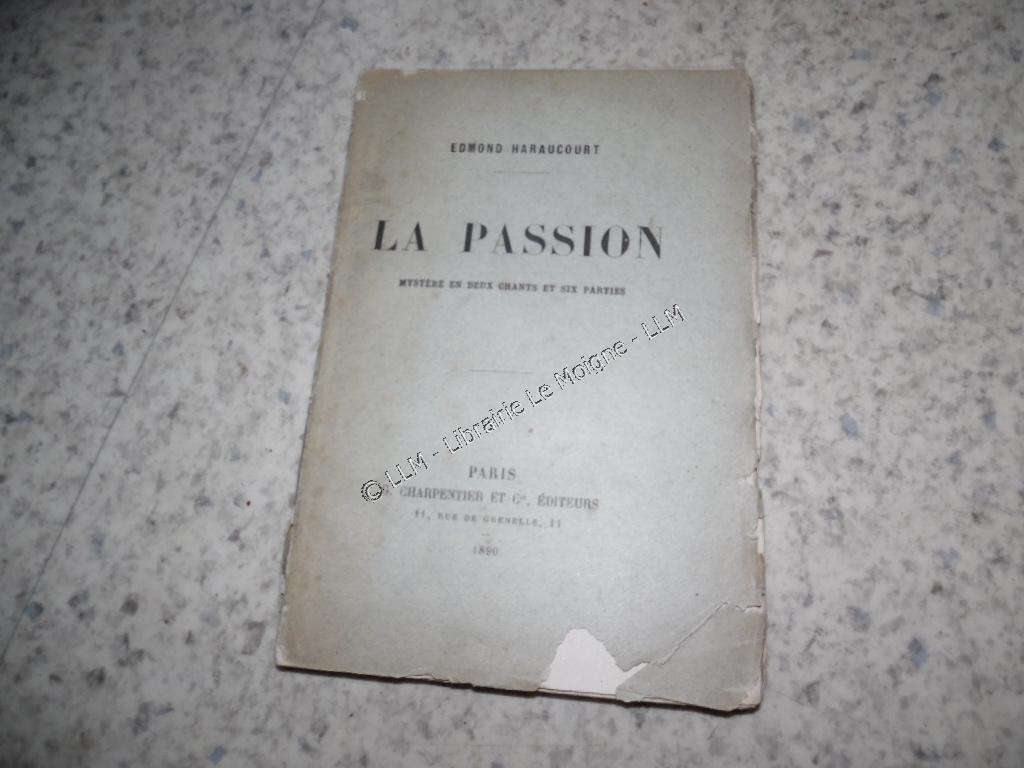 EDMOND HARAUCOURT
LA PASSION
MYSTÈRE EN DEUX CHANTS ET SIX PARTIES
© LLM - Librairie Le Moigne - LLM
PARIS
CHARPENTIER ET Cie, ÉDITEURS
11, RUE DE GRENELLE, 11
1890